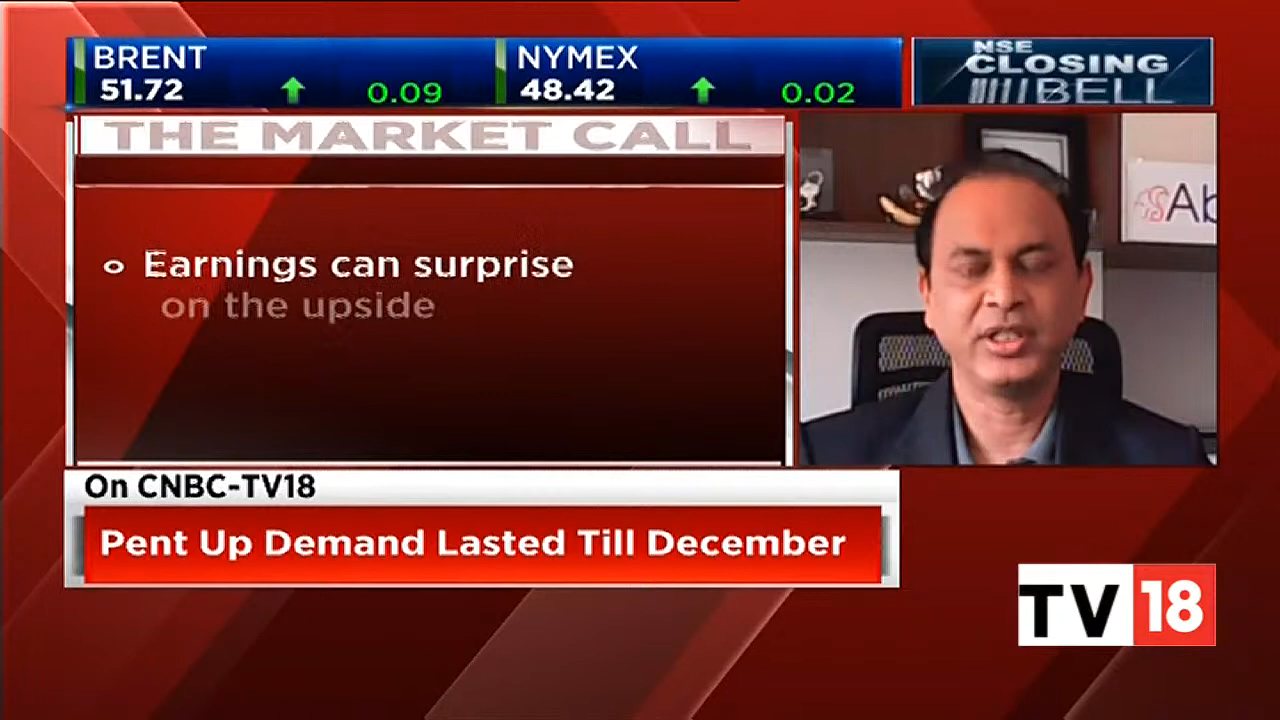 BRENT
51.72 0.09
NYMEX
48.42 0.02
NSE
CLOSING
BELL
THE MARKET CALL
Earnings can surprise
on the upside
Ab
On CNBC-TV18
Pent Up Demand Lasted Till December
TV18